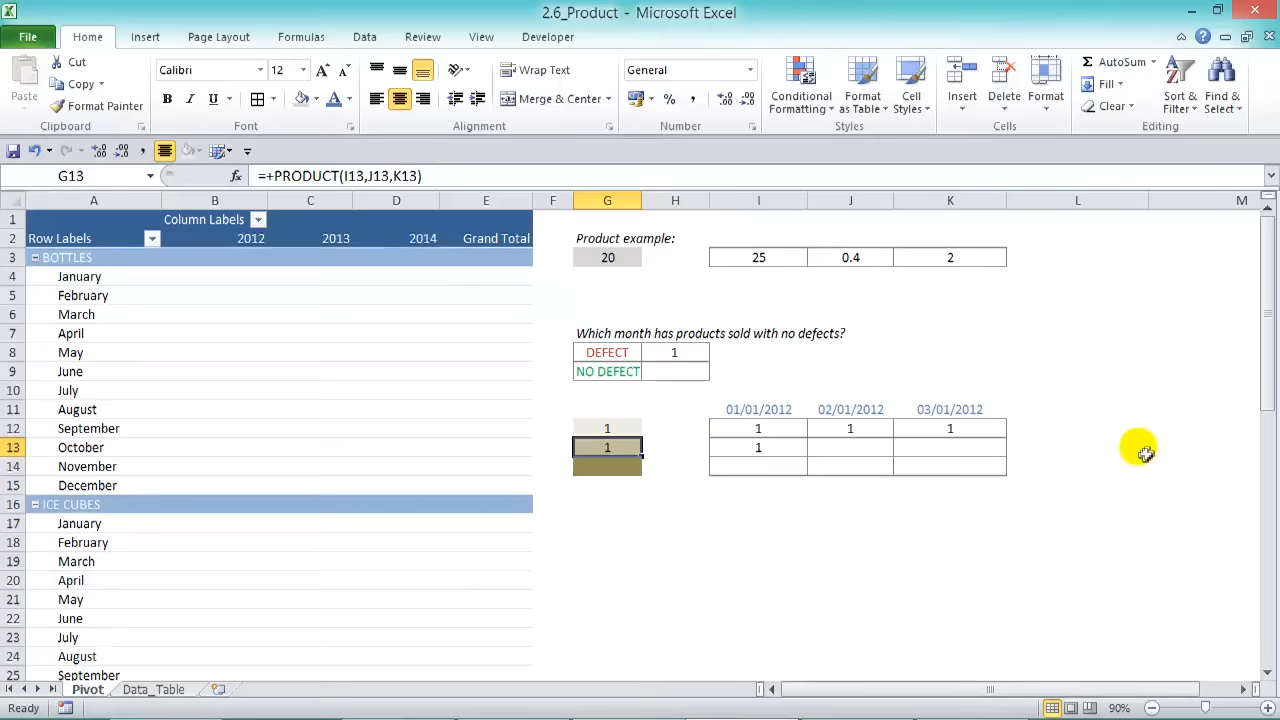 2.6_Product - Microsoft Excel
File Home Insert Page Layout Formulas Data Review View Developer
Paste
Cut
Copy
Format Painter
Clipboard
Calibri 12
B I U
Font
Wrap Text
Merge & Center
Alignment
General
% ,
Number
Conditional Formatting
Format as Table
Cell Styles
Styles
Insert
Delete
Format
Cells
AutoSum
Fill
Clear
Sort & Filter
Find & Select
Editing
G13 fx =+PRODUCT(I13,J13,K13)
A B C D E F G H I J K L M
1 Column Labels
2 Row Labels 2012 2013 2014 Grand Total Product example:
3 BOTTLES 20 25 0.4 2
4 January
5 February
6 March
7 April Which month has products sold with no defects?
8 May DEFECT 1
9 June NO DEFECT
10 July
11 August 01/01/2012 02/01/2012 03/01/2012
12 September 1 1 1 1
13 October 1 1
14 November
15 December
16 ICE CUBES
17 January
18 February
19 March
20 April
21 May
22 June
23 July
24 August
25 September
Pivot Data_Table
Ready 90%